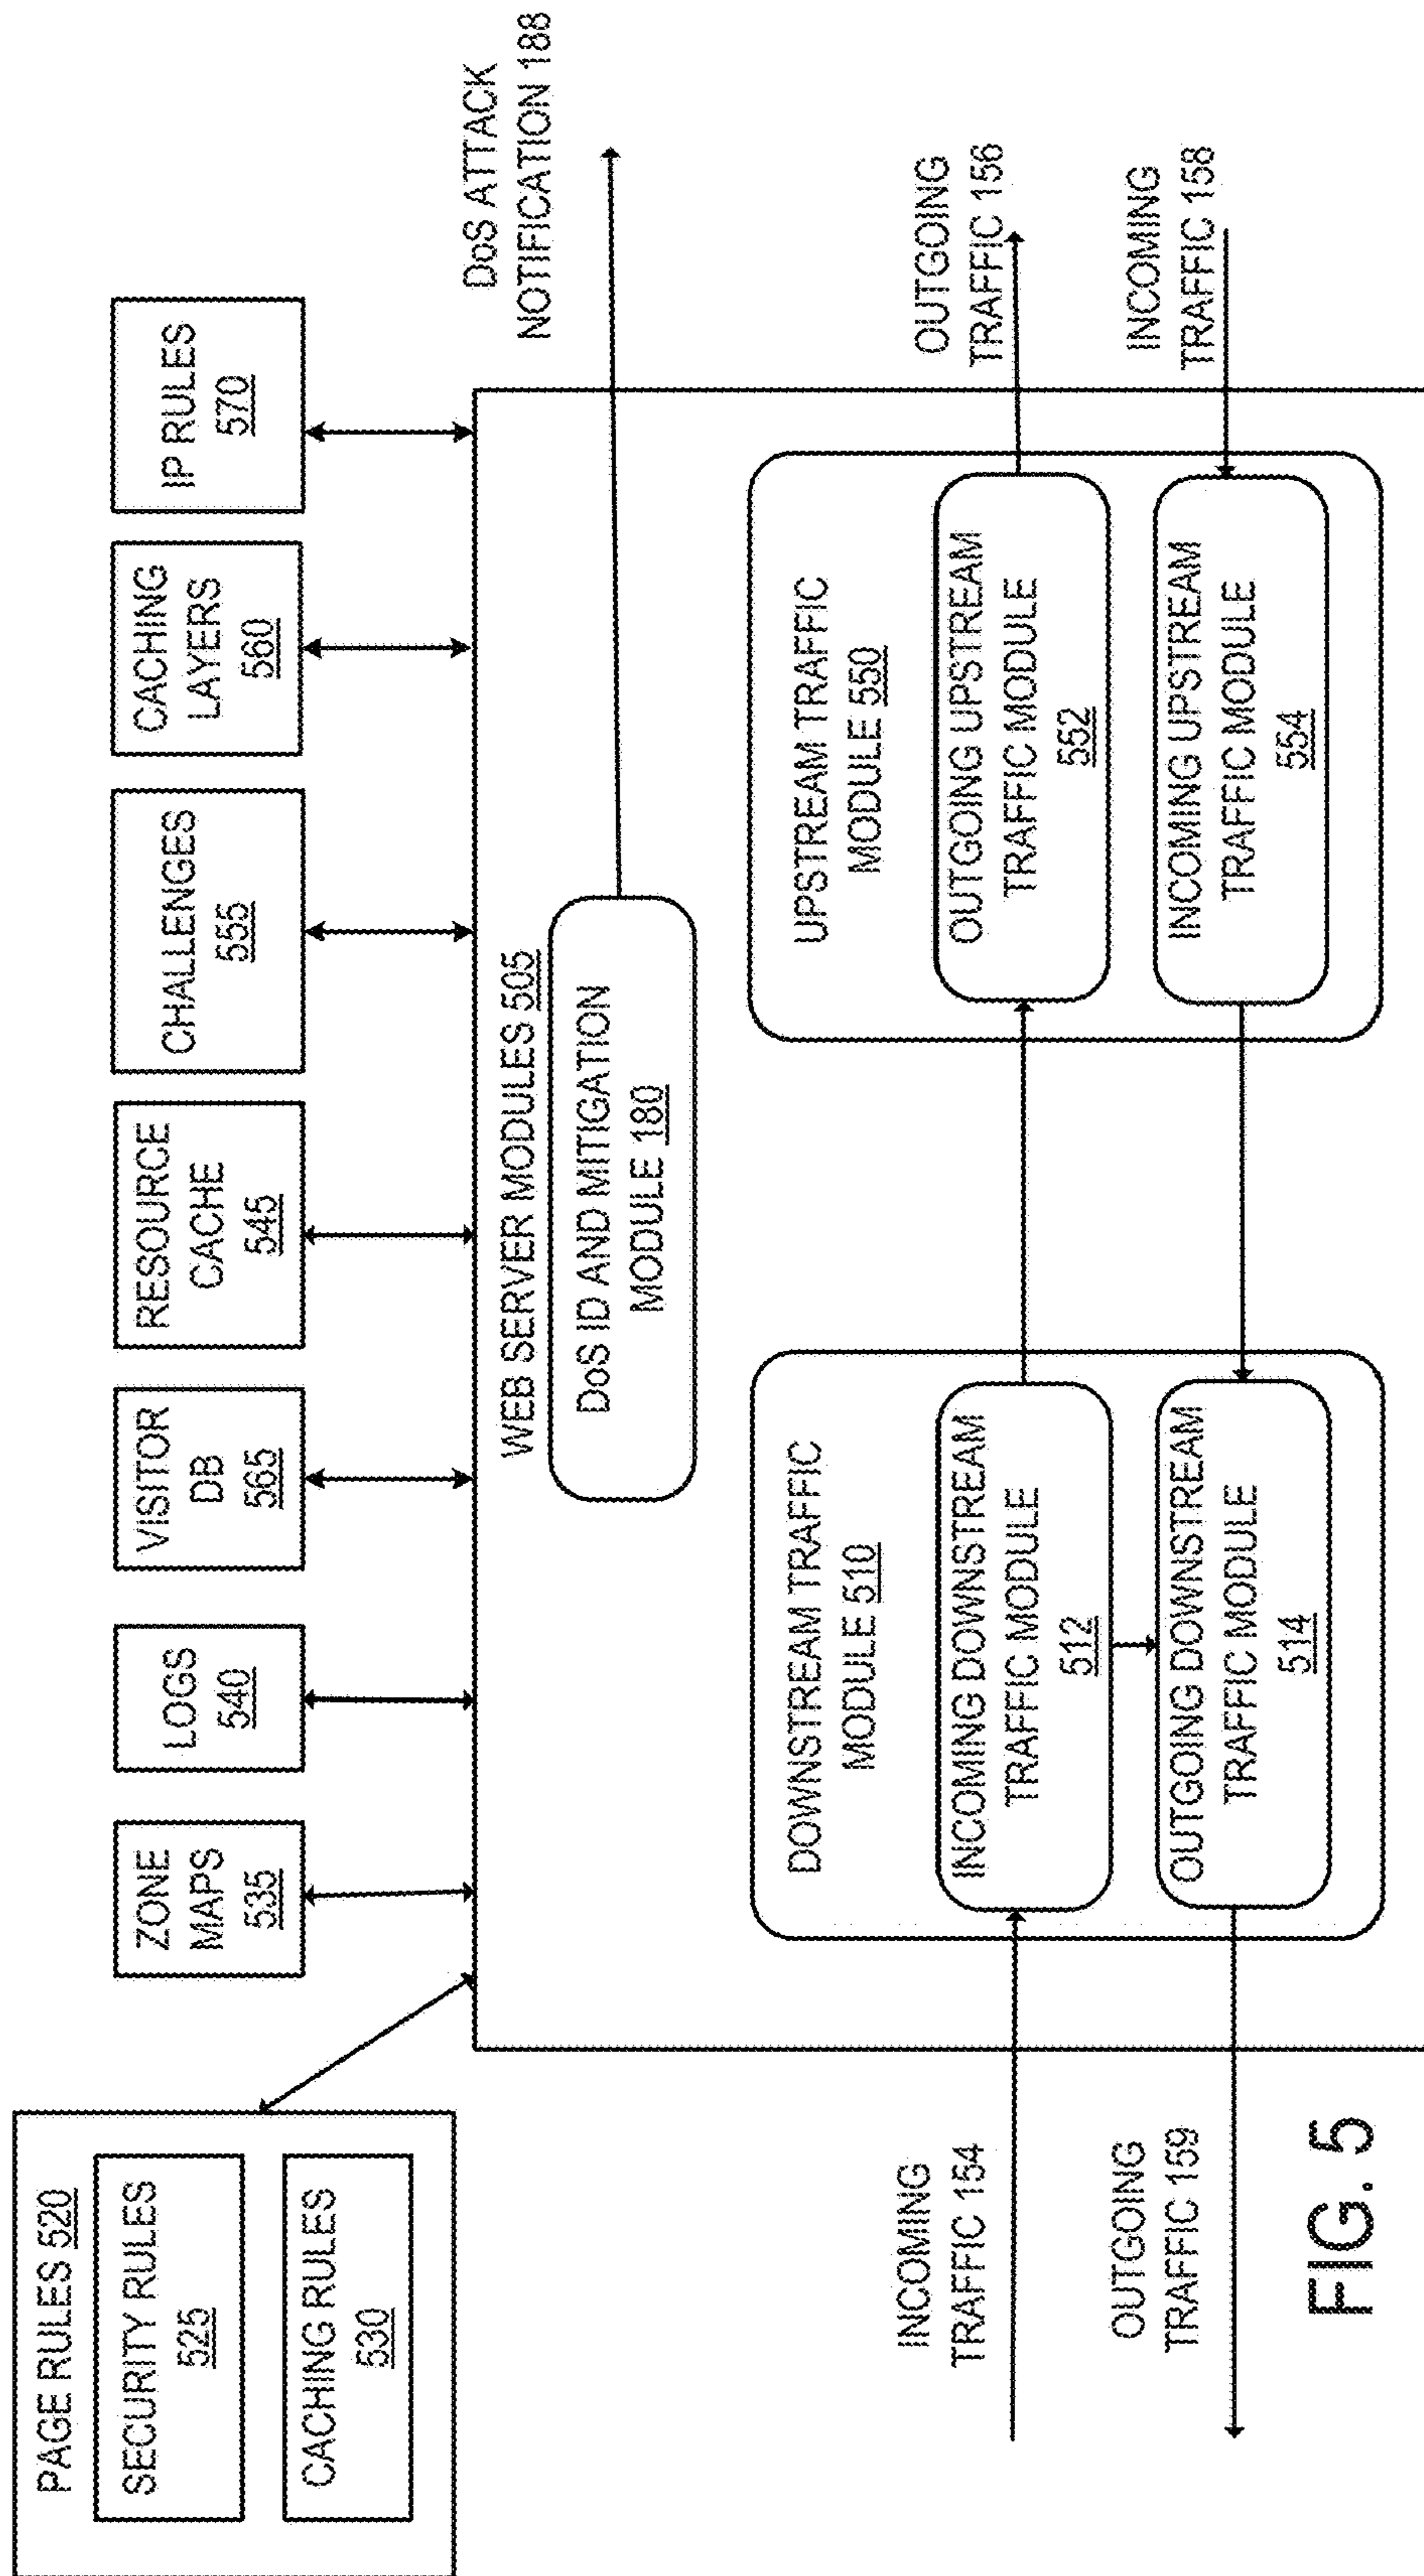 PAGE RULES 520
SECURITY RULES
525
CACHING RULES
530
ZONE
MAPS
535
LOGS
540
VISITOR
DB
565
RESOURCE
CACHE
545
CHALLENGES
555
CACHING
LAYERS
560
IP RULES
570
WEB SERVER MODULES 505
DoS ID AND MITIGATION
MODULE 180
DoS ATTACK
NOTIFICATION 188
INCOMING
TRAFFIC 154
OUTGOING
TRAFFIC 159
DOWNSTREAM TRAFFIC
MODULE 510
INCOMING DOWNSTREAM
TRAFFIC MODULE
512
OUTGOING DOWNSTREAM
TRAFFIC MODULE
514
UPSTREAM TRAFFIC
MODULE 550
OUTGOING UPSTREAM
TRAFFIC MODULE
552
INCOMING UPSTREAM
TRAFFIC MODULE
554
OUTGOING
TRAFFIC 156
INCOMING
TRAFFIC 158
FIG. 5